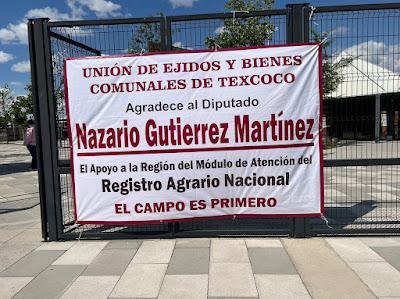 UNIÓN DE EJIDOS Y BIENES
COMUNALES DE TEXCOCO
Agradece al Diputado
Nazario Gutierrez Martínez
El Apoyo a la Región del Módulo de Atención del
Registro Agrario Nacional
EL CAMPO ES PRIMERO